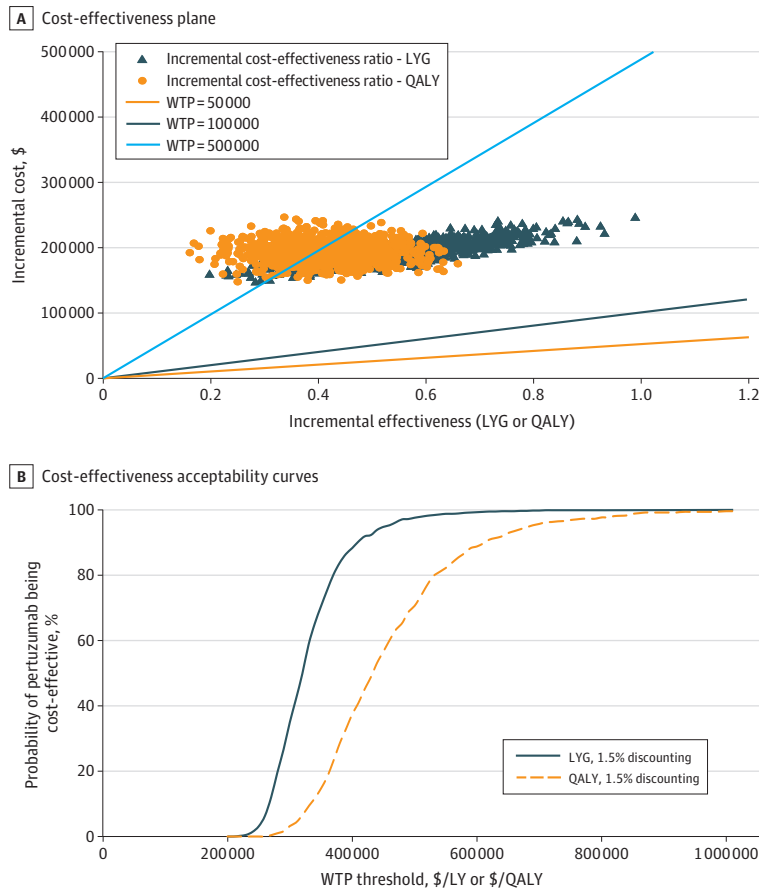 A Cost-effectiveness plane
500000
400000
300000
200000
100000
0
Incremental cost, $
Incremental cost-effectiveness ratio - LYG
Incremental cost-effectiveness ratio - QALY
WTP = 50000
WTP = 100000
WTP = 500000
0 0.2 0.4 0.6 0.8 1.0 1.2
Incremental effectiveness (LYG or QALY)
B Cost-effectiveness acceptability curves
100
80
60
40
20
0
Probability of pertuzumab being
cost-effective, %
LYG, 1.5% discounting
QALY, 1.5% discounting
0 200000 400000 600000 800000 1000000
WTP threshold, $/LY or $/QALY